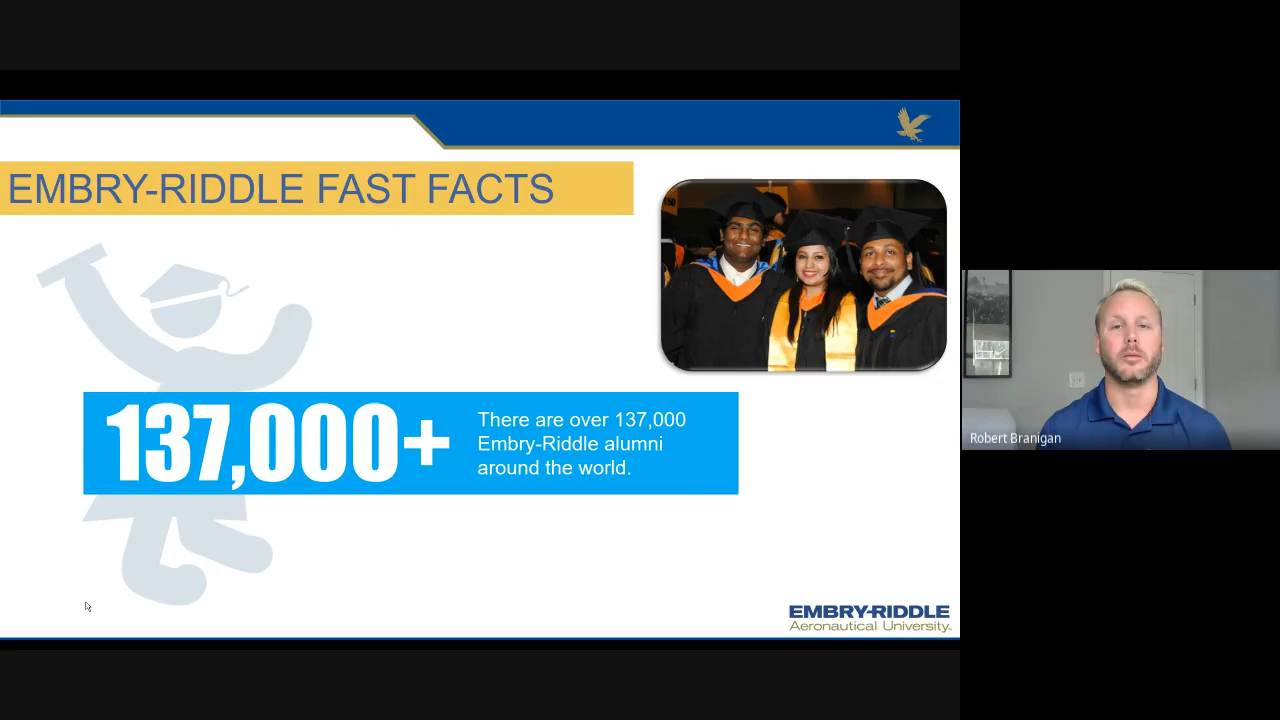 EMBRY-RIDDLE FAST FACTS
137,000+
There are over 137,000
Embry-Riddle alumni
around the world.
EMBRY-RIDDLE
Aeronautical University
Robert Branigan